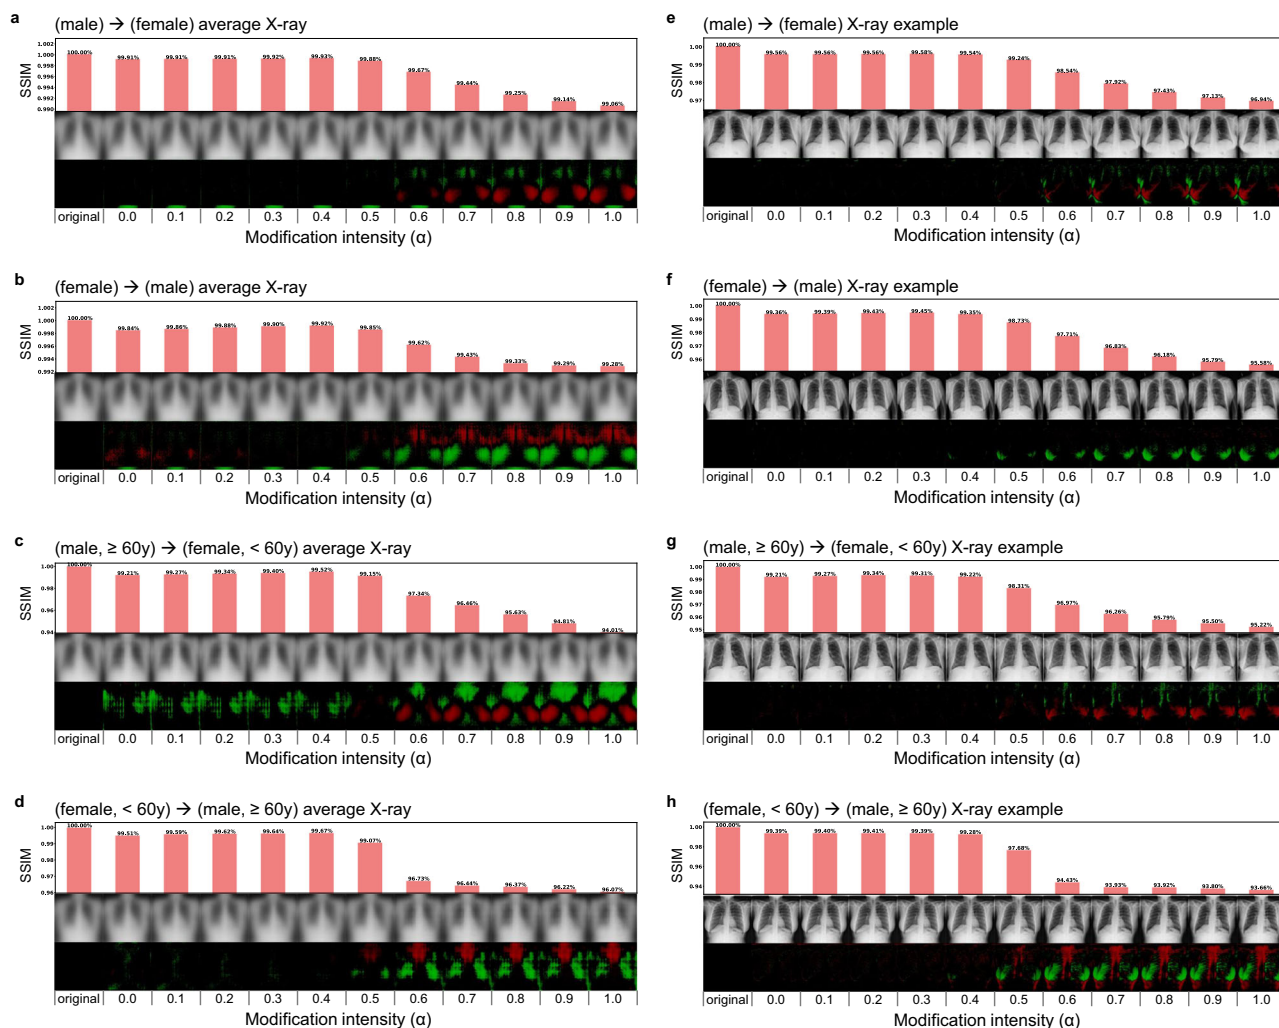 a
(male) → (female) average X-ray
SSIM
1.002
1.000
0.998
0.996
0.994
0.992
0.990
100.00% 99.91% 99.91% 99.91% 99.92% 99.93% 99.88% 99.67% 99.44% 99.25% 99.14% 99.06%
original 0.0 0.1 0.2 0.3 0.4 0.5 0.6 0.7 0.8 0.9 1.0
Modification intensity (α)
b
(female) → (male) average X-ray
SSIM
1.002
1.000
0.998
0.996
0.994
0.992
100.00% 99.84% 99.86% 99.88% 99.90% 99.92% 99.85% 99.62% 99.43% 99.33% 99.29% 99.28%
original 0.0 0.1 0.2 0.3 0.4 0.5 0.6 0.7 0.8 0.9 1.0
Modification intensity (α)
c
(male, ≥ 60y) → (female, < 60y) average X-ray
SSIM
1.00
0.98
0.96
0.94
100.00% 99.21% 99.27% 99.34% 99.40% 99.52% 99.15% 97.34% 96.46% 95.63% 94.81% 94.01%
original 0.0 0.1 0.2 0.3 0.4 0.5 0.6 0.7 0.8 0.9 1.0
Modification intensity (α)
d
(female, < 60y) → (male, ≥ 60y) average X-ray
SSIM
1.00
0.99
0.98
0.97
0.96
100.00% 99.51% 99.59% 99.62% 99.64% 99.67% 99.07% 96.73% 96.44% 96.37% 96.22% 96.07%
original 0.0 0.1 0.2 0.3 0.4 0.5 0.6 0.7 0.8 0.9 1.0
Modification intensity (α)
e
(male) → (female) X-ray example
SSIM
1.00
0.99
0.98
0.97
100.00% 99.56% 99.56% 99.56% 99.58% 99.54% 99.24% 98.54% 97.92% 97.43% 97.13% 96.94%
original 0.0 0.1 0.2 0.3 0.4 0.5 0.6 0.7 0.8 0.9 1.0
Modification intensity (α)
f
(female) → (male) X-ray example
SSIM
1.00
0.99
0.98
0.97
0.96
100.00% 99.36% 99.39% 99.43% 99.45% 99.35% 98.73% 97.71% 96.83% 96.18% 95.79% 95.58%
original 0.0 0.1 0.2 0.3 0.4 0.5 0.6 0.7 0.8 0.9 1.0
Modification intensity (α)
g
(male, ≥ 60y) → (female, < 60y) X-ray example
SSIM
1.00
0.99
0.98
0.97
0.96
0.95
100.00% 99.21% 99.27% 99.34% 99.31% 99.22% 98.31% 96.97% 96.26% 95.79% 95.50% 95.22%
original 0.0 0.1 0.2 0.3 0.4 0.5 0.6 0.7 0.8 0.9 1.0
Modification intensity (α)
h
(female, < 60y) → (male, ≥ 60y) X-ray example
SSIM
1.00
0.98
0.96
0.94
100.00% 99.39% 99.40% 99.41% 99.39% 99.28% 97.68% 94.43% 93.93% 93.92% 93.80% 93.66%
original 0.0 0.1 0.2 0.3 0.4 0.5 0.6 0.7 0.8 0.9 1.0
Modification intensity (α)